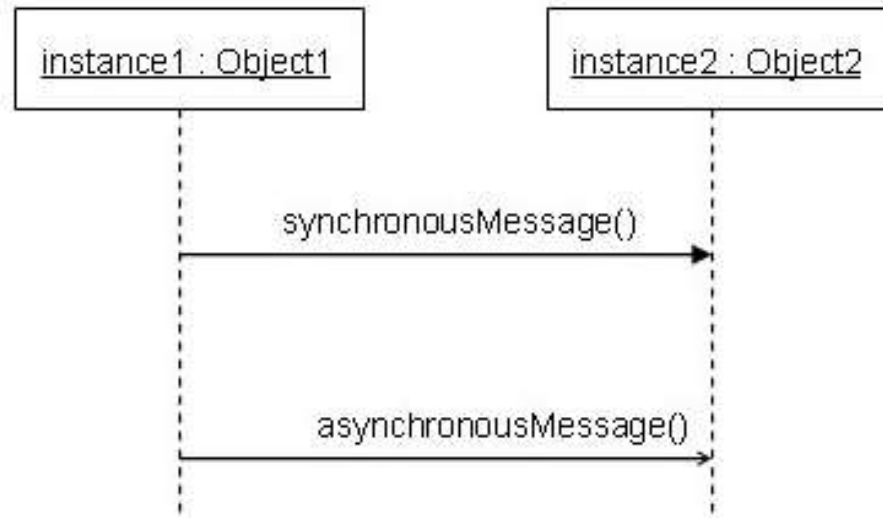 instance1 : Object1
instance2 : Object2
synchronousMessage()
asynchronousMessage()